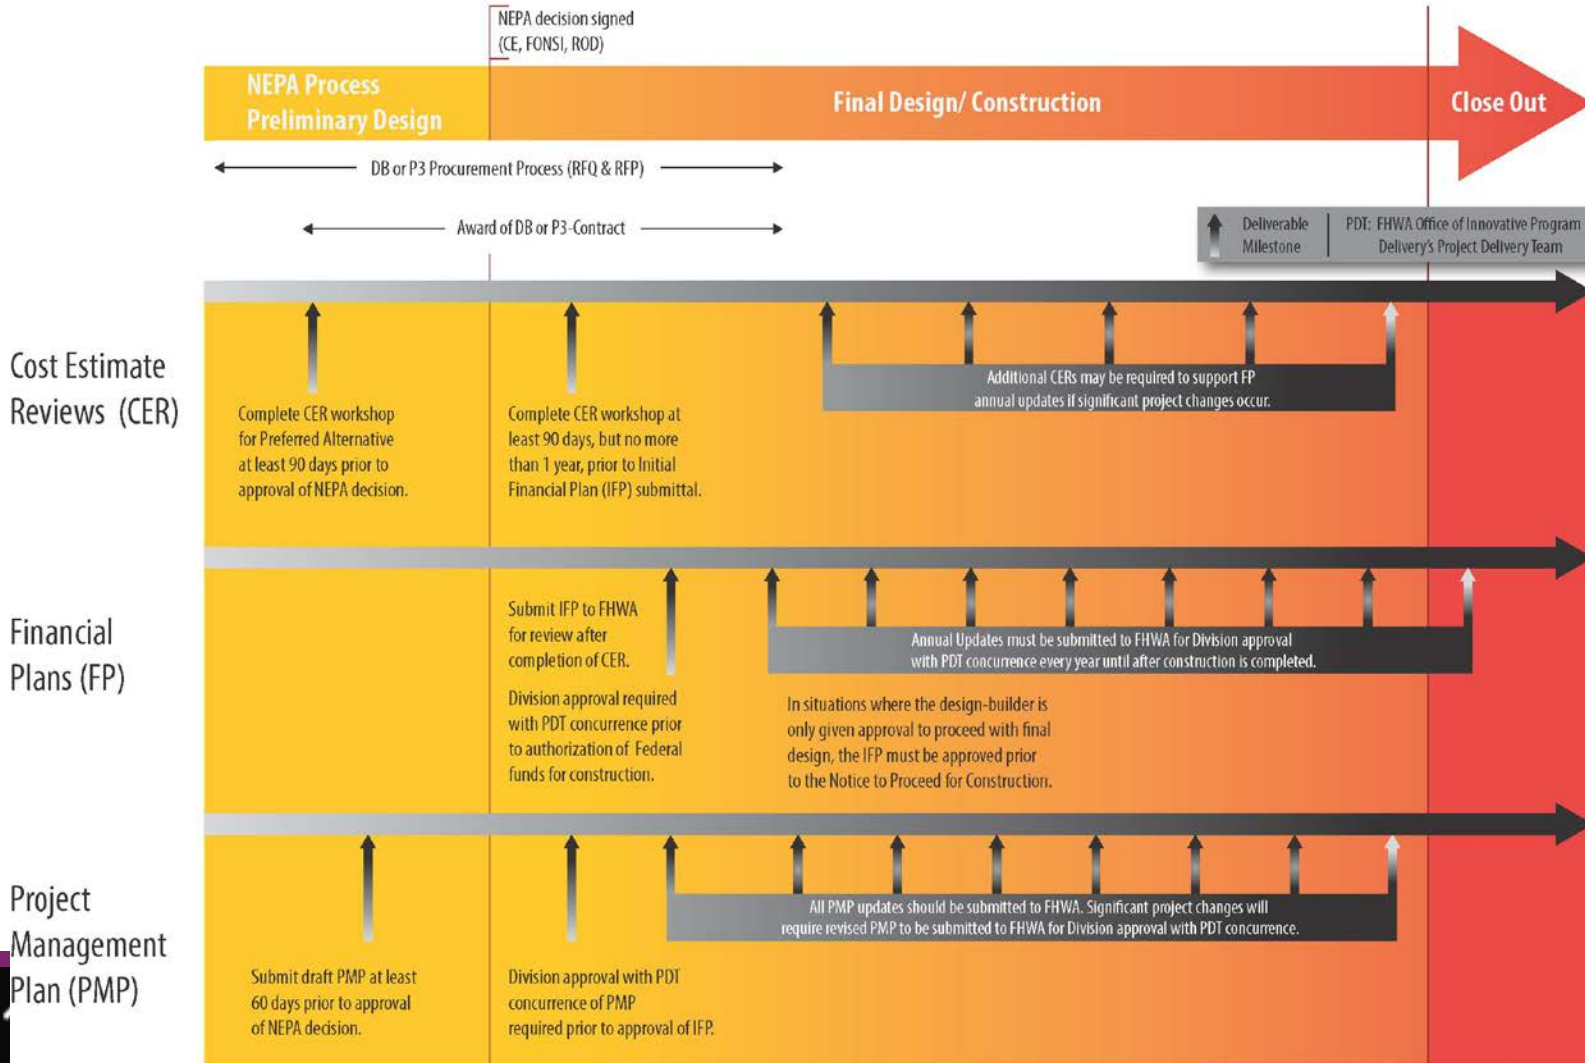 NEPA decision signed
(CE, FONSI, ROD)
NEPA Process
Preliminary Design
Final Design/ Construction
Close Out
DB or P3 Procurement Process (RFQ & RFP)
Award of DB or P3-Contract
Deliverable
Milestone
PDT: FHWA Office of Innovative Program
Delivery's Project Delivery Team
Cost Estimate
Reviews (CER)
Complete CER workshop
for Preferred Alternative
at least 90 days prior to
approval of NEPA decision.
Complete CER workshop at
least 90 days, but no more
than 1 year, prior to Initial
Financial Plan (IFP) submittal.
Additional CERs may be required to support FP
annual updates if significant project changes occur.
Financial
Plans (FP)
Submit IFP to FHWA
for review after
completion of CER.
Division approval required
with PDT concurrence prior
to authorization of Federal
funds for construction.
Annual Updates must be submitted to FHWA for Division approval
with PDT concurrence every year until after construction is completed.
In situations where the design-builder is
only given approval to proceed with final
design, the IFP must be approved prior
to the Notice to Proceed for Construction.
Project
Management
Plan (PMP)
Submit draft PMP at least
60 days prior to approval
of NEPA decision.
Division approval with PDT
concurrence of PMP
required prior to approval of IFP.
All PMP updates should be submitted to FHWA. Significant project changes will
require revised PMP to be submitted to FHWA for Division approval with PDT concurrence.